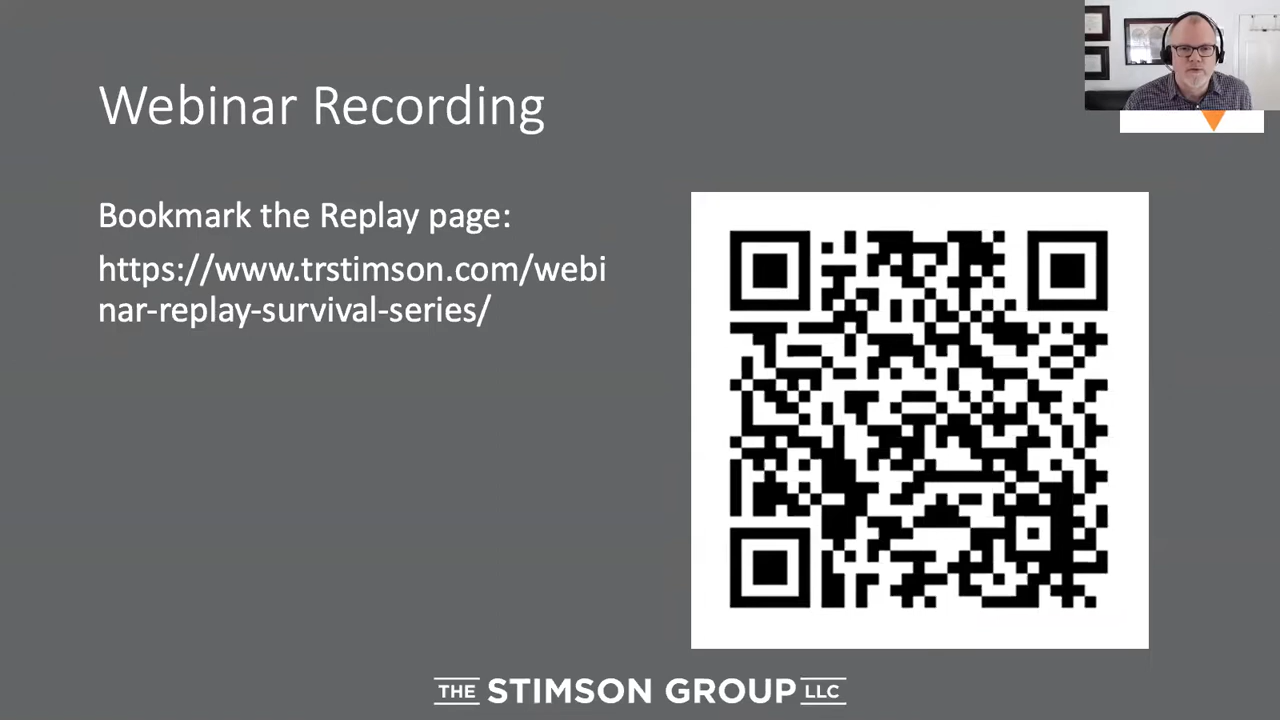 Webinar Recording
Bookmark the Replay page:
https://www.trstimson.com/webi
nar-replay-survival-series/
THE STIMSON GROUP LLC